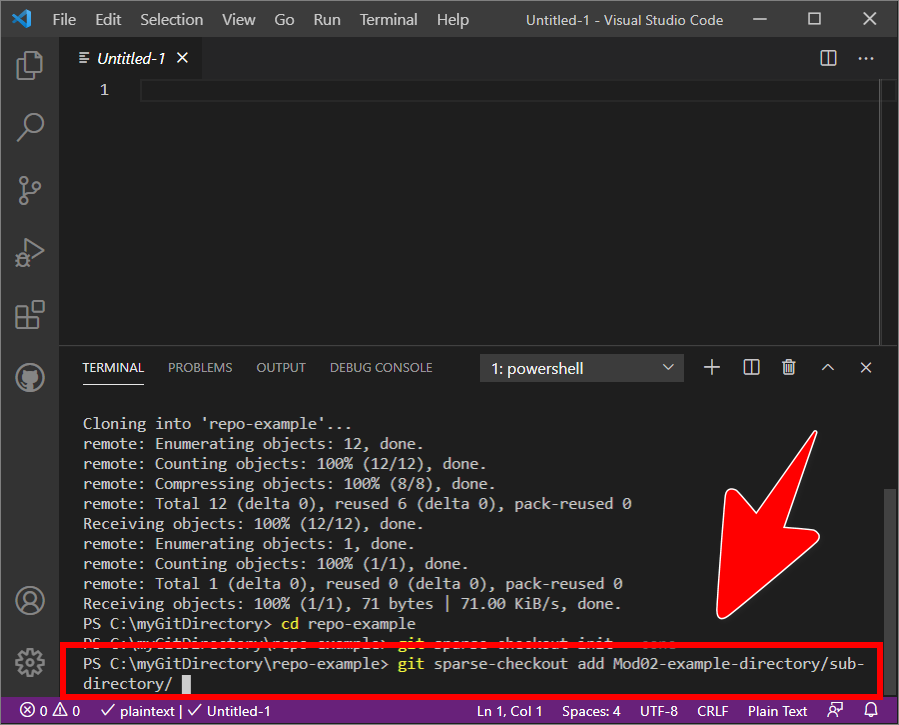 File Edit Selection View Go Run Terminal Help Untitled-1 - Visual Studio Code
Untitled-1
1
TERMINAL PROBLEMS OUTPUT DEBUG CONSOLE 1: powershell
Cloning into 'repo-example'...
remote: Enumerating objects: 12, done.
remote: Counting objects: 100% (12/12), done.
remote: Compressing objects: 100% (8/8), done.
remote: Total 12 (delta 0), reused 6 (delta 0), pack-reused 0
Receiving objects: 100% (12/12), done.
remote: Enumerating objects: 1, done.
remote: Counting objects: 100% (1/1), done.
remote: Total 1 (delta 0), reused 0 (delta 0), pack-reused 0
Receiving objects: 100% (1/1), 71 bytes | 71.00 KiB/s, done.
PS C:\myGitDirectory> cd repo-example
PS C:\myGitDirectory\repo-example> git sparse-checkout init --cone
PS C:\myGitDirectory\repo-example> git sparse-checkout add Mod02-example-directory/sub-
directory/
0 0 plaintext | Untitled-1 Ln 1, Col 1 Spaces: 4 UTF-8 CRLF Plain Text